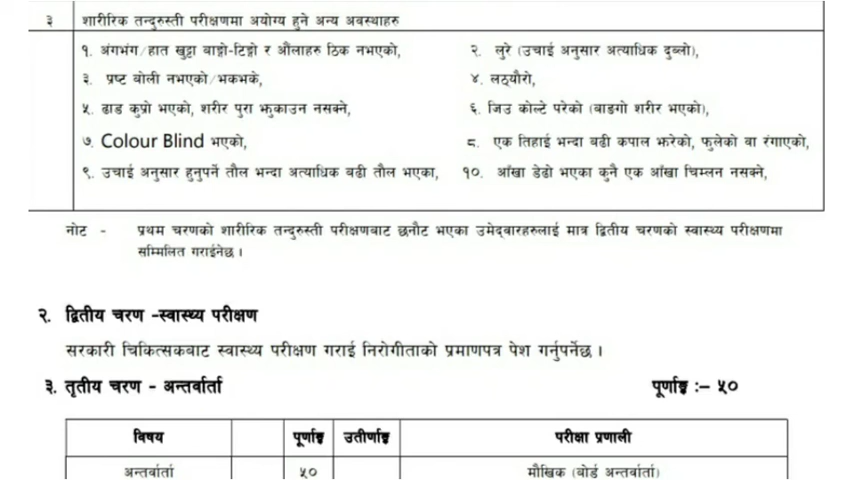 ३ शारीरिक तन्दुरुस्ती परीक्षणमा अयोग्य हुने अन्य अवस्थाहरु
१. अंगभंग/हात खुट्टा बाङ्गो-टिङ्गो र औंलाहरु ठिक नभएको, २. लुरे (उचाई अनुसार अत्याधिक दुब्लो),
३. प्रष्ट बोली नभएको/भकभके, ४. लठ्यौरो,
५. ढाड कुप्रो भएको, शरीर पुरा झुकाउन नसक्ने, ६. जिउ कोल्टे परेको (बाङगो शरीर भएको),
७. Colour Blind भएको, ८. एक तिहाई भन्दा बढी कपाल झरेको, फुलेको वा रंगाएको,
९. उचाई अनुसार हुनुपर्ने तौल भन्दा अत्याधिक बढी तौल भएका, १०. आँखा डेढो भएका कुनै एक आँखा चिम्लन नसक्ने,
नोट - प्रथम चरणको शारीरिक तन्दुरुस्ती परीक्षणबाट छनौट भएका उमेद्वारहरुलाई मात्र द्वितीय चरणको स्वास्थ्य परीक्षणमा
सम्मिलित गराईनेछ ।
२. द्वितीय चरण -स्वास्थ्य परीक्षण
सरकारी चिकित्सकबाट स्वास्थ्य परीक्षण गराई निरोगीताको प्रमाणपत्र पेश गर्नुपर्नेछ ।
३. तृतीय चरण - अन्तर्वार्ता पूर्णाङ्क :– ५०
विषय पूर्णाङ्क उतीर्णाङ्क परीक्षा प्रणाली
अन्तर्वार्ता ५० मौखिक (बोर्ड अन्तर्वार्ता)